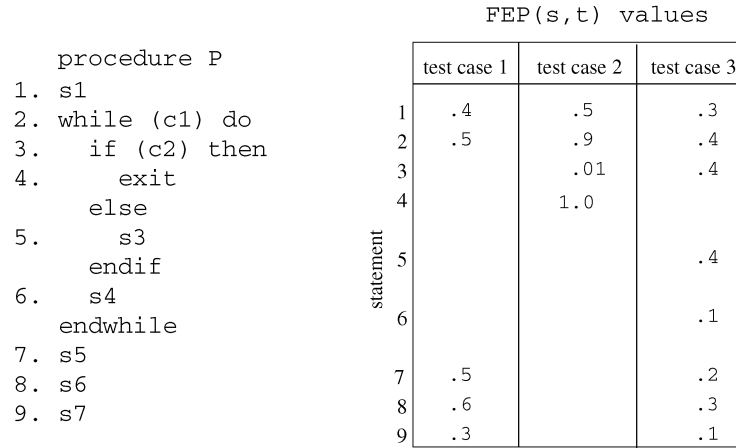 FEP(s,t) values
procedure P
1. s1
2. while (c1) do
3. if (c2) then
4. exit
else
5. s3
endif
6. s4
endwhile
7. s5
8. s6
9. s7
statement
test case 1 test case 2 test case 3
1 .4 .5 .3
2 .5 .9 .4
3 .01 .4
4 1.0
5 .4
6 .1
7 .5 .2
8 .6 .3
9 .3 .1